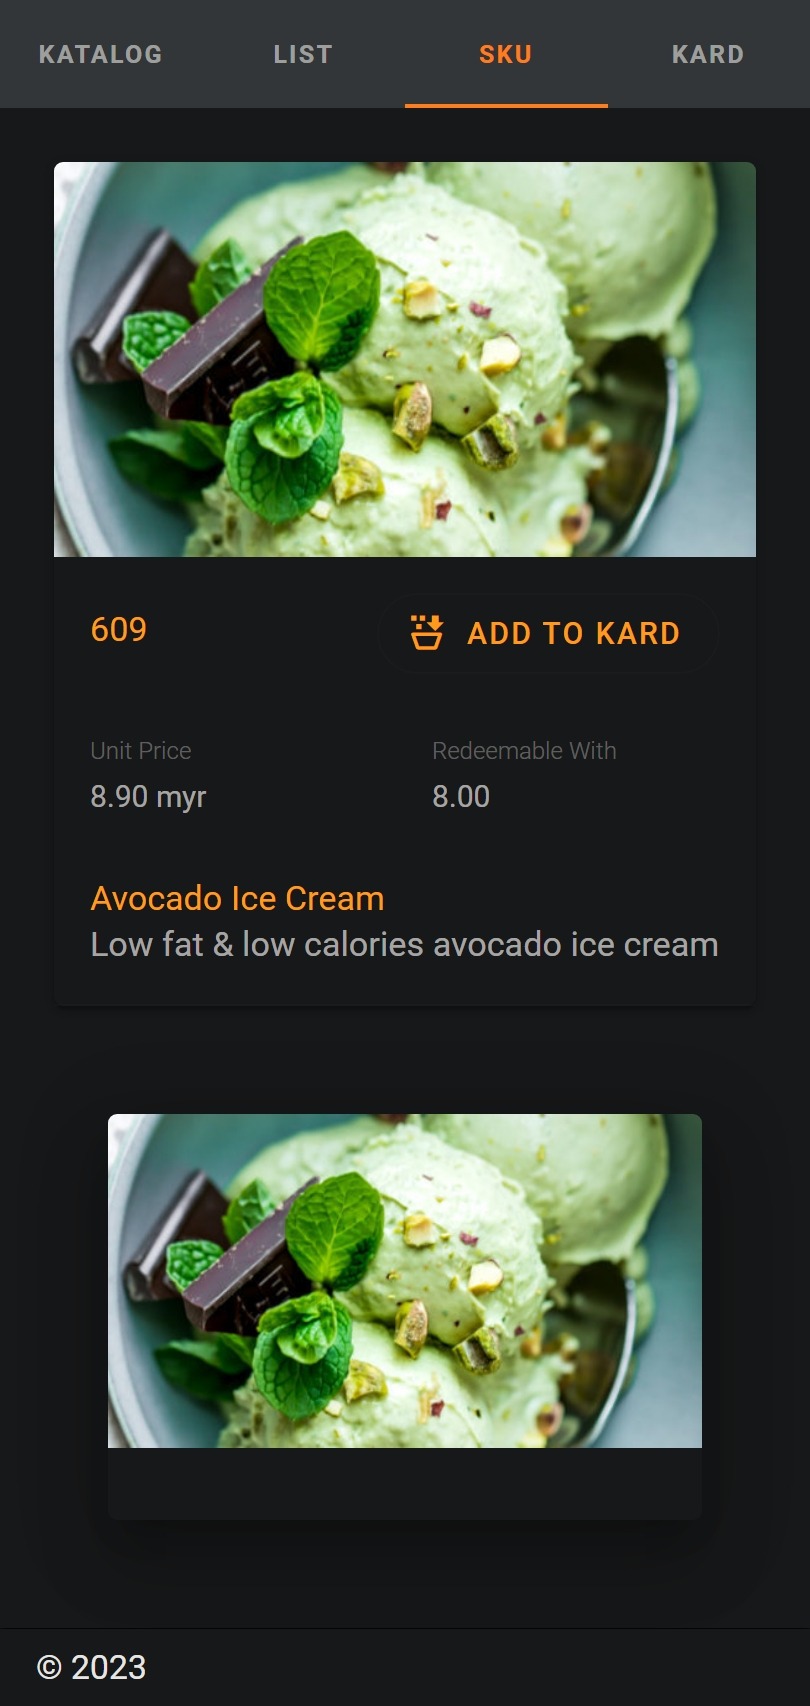 KATALOG LIST SKU KARD
609 ADD TO KARD
Unit Price Redeemable With
8.90 myr 8.00
Avocado Ice Cream
Low fat & low calories avocado ice cream
© 2023